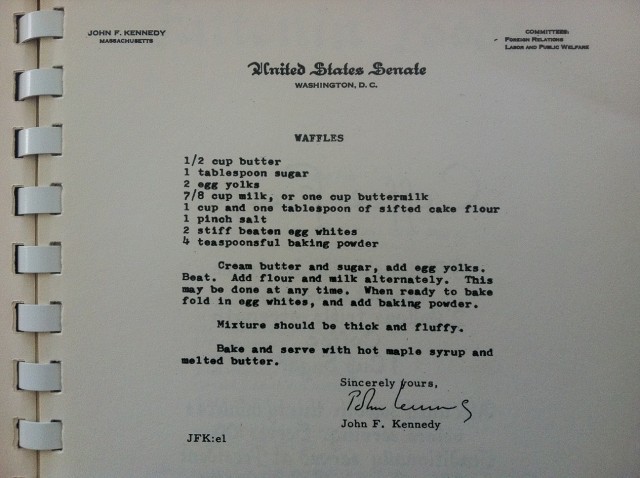 JOHN F. KENNEDY
MASSACHUSETTS
COMMITTEES:
FOREIGN RELATIONS
LABOR AND PUBLIC WELFARE
United States Senate
WASHINGTON, D. C.
WAFFLES
1/2 cup butter
1 tablespoon sugar
2 egg yolks
7/8 cup milk, or one cup buttermilk
1 cup and one tablespoon of sifted cake flour
1 pinch salt
2 stiff beaten egg whites
4 teaspoonsful baking powder
Cream butter and sugar, add egg yolks.
Beat. Add flour and milk alternately. This
may be done at any time. When ready to bake
fold in egg whites, and add baking powder.
Mixture should be thick and fluffy.
Bake and serve with hot maple syrup and
melted butter.
Sincerely yours,
John Kennedy
John F. Kennedy
JFK:el